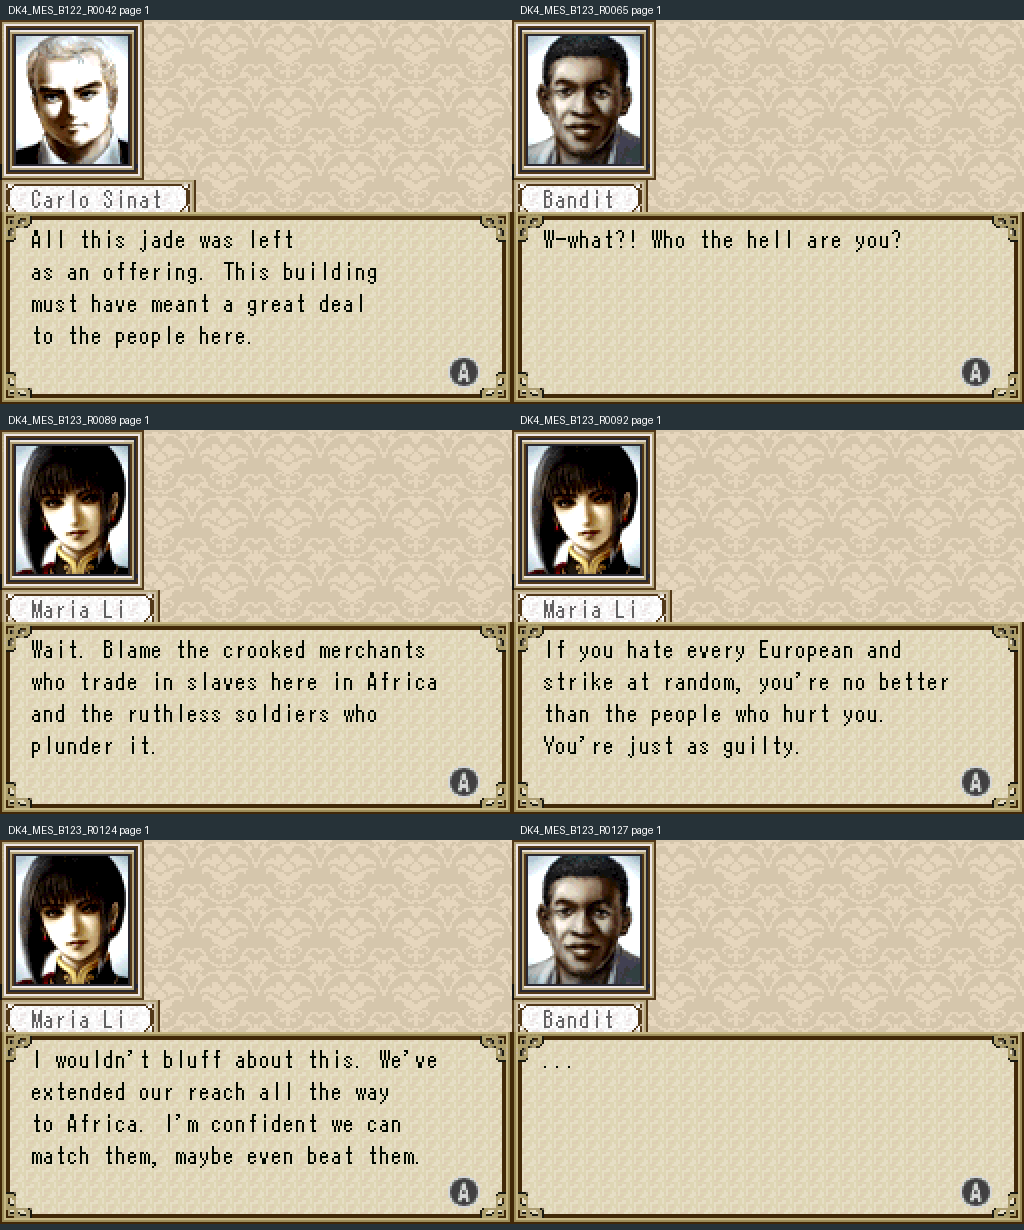 DK4_MES_B122_R0042 page 1
Carlo Sinat
All this jade was left
as an offering. This building
must have meant a great deal
to the people here.
A
DK4_MES_B123_R0065 page 1
Bandit
W-what?! Who the hell are you?
A
DK4_MES_B123_R0089 page 1
Maria Li
Wait. Blame the crooked merchants
who trade in slaves here in Africa
and the ruthless soldiers who
plunder it.
A
DK4_MES_B123_R0092 page 1
Maria Li
If you hate every European and
strike at random, you're no better
than the people who hurt you.
You're just as guilty.
A
DK4_MES_B123_R0124 page 1
Maria Li
I wouldn't bluff about this. We've
extended our reach all the way
to Africa. I'm confident we can
match them, maybe even beat them.
A
DK4_MES_B123_R0127 page 1
Bandit
...
A